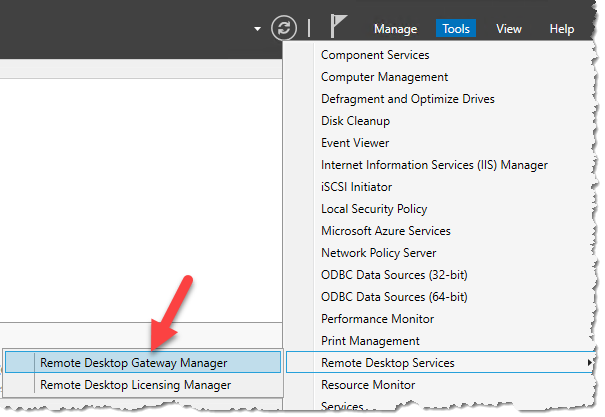 Manage Tools View Help
Component Services
Computer Management
Defragment and Optimize Drives
Disk Cleanup
Event Viewer
Internet Information Services (IIS) Manager
iSCSI Initiator
Local Security Policy
Microsoft Azure Services
Network Policy Server
ODBC Data Sources (32-bit)
ODBC Data Sources (64-bit)
Performance Monitor
Print Management
Remote Desktop Services
Remote Desktop Gateway Manager
Remote Desktop Licensing Manager
Resource Monitor
Services